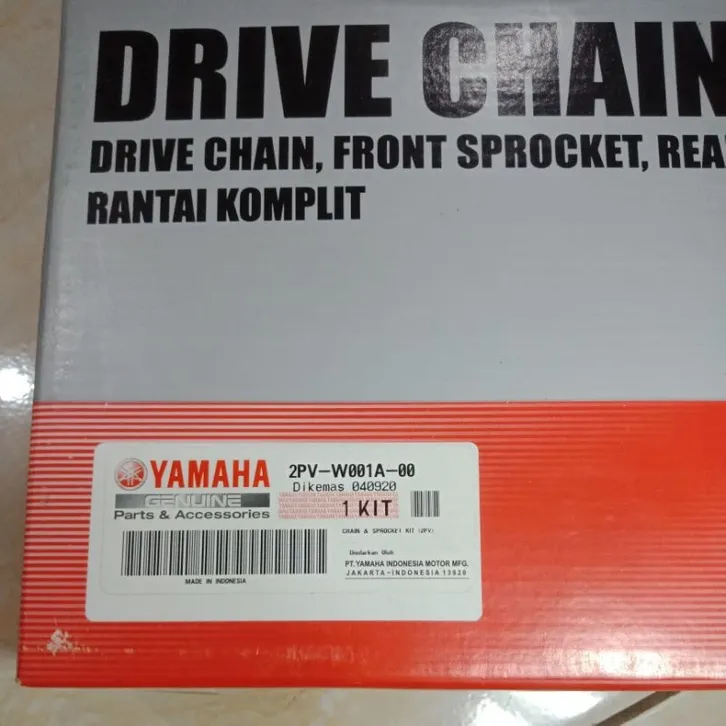 DRIVE CHAIN
DRIVE CHAIN, FRONT SPROCKET, REA
RANTAI KOMPLIT
YAMAHA
GENUINE
Parts & Accessories
MADE IN INDONESIA
2PV-W001A-00
Dikemas 040920
1 KIT
CHAIN & SPROCKET KIT (2PV)
Diedarkan Oleh
PT. YAMAHA INDONESIA MOTOR MFG.
JAKARTA-INDONESIA 13920